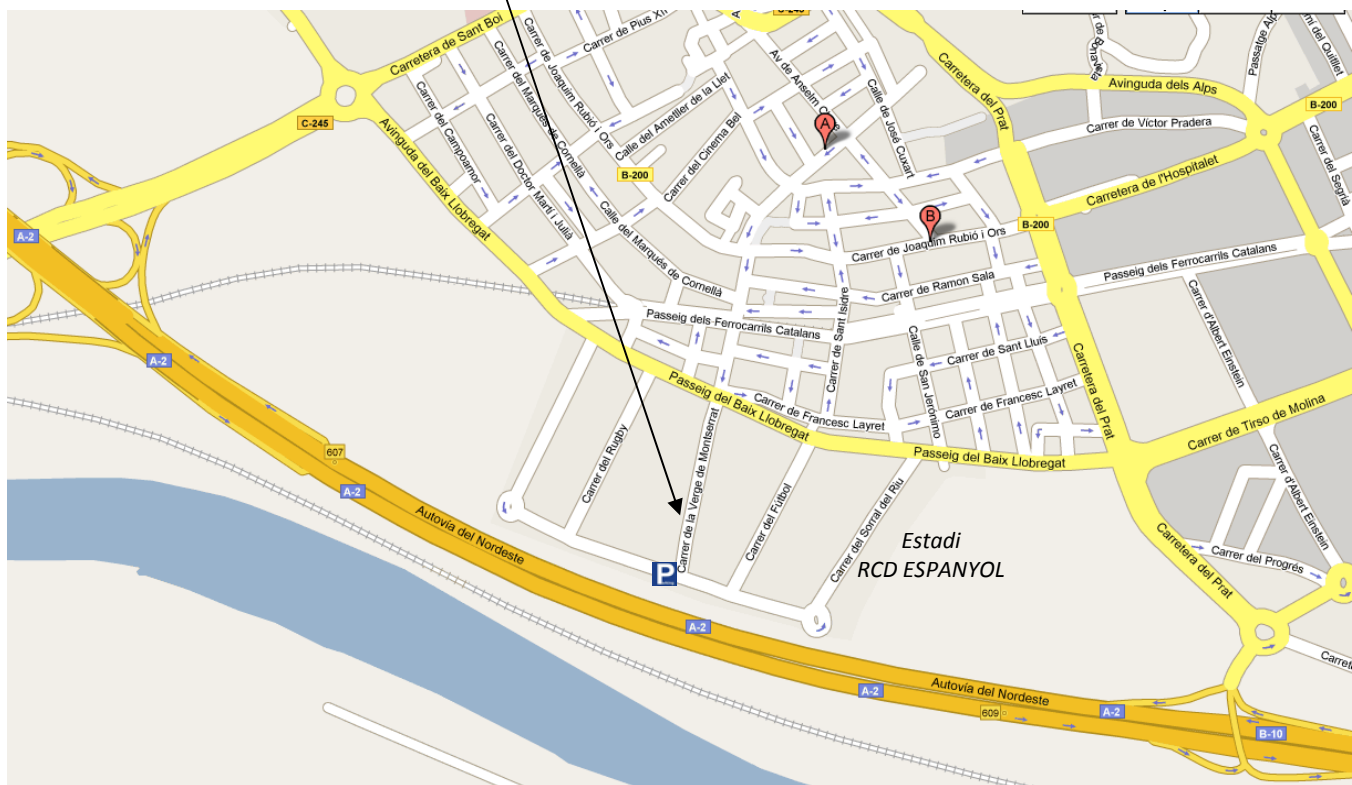 C-245
Carretera de Sant Boi
Carrer de Pius XII
Carrer de Joaquim Rubió i Ors
Carrer del Marquès de Cornellà
Carrer del Campoamor
Carrer del Doctor Martí i Julià
Calle del Ametller de la Llet
Carrer del Cinema Bel
Av de Anselm
Calle de José Cuxart
Carretera del Prat
Avinguda dels Alps
Passatge Alp
B-200
Carrer de Víctor Pradera
Carrer del Segrià
Carretera de l'Hospitalet
C-245
Avinguda del Baix Llobregat
B-200
A
B
B-200
A-2
Calle del Marqués de Cornellà
Carrer de Joaquim Rubió i Ors
Passeig dels Ferrocarrils Catalans
Carrer de Ramon Sala
Passeig dels Ferrocarrils Catalans
Carrer de Sant Isidre
Carrer de Sant Lluís
Calle de San Jerónimo
Carrer d'Albert Einstein
A-2
Passeig del Baix Llobregat
Carrer de Francesc Layret
Carrer de Francesc Layret
Carretera del Prat
Carrer de Tirso de Molina
Passeig del Baix Llobregat
607
A-2
Carrer del Rugby
Carrer de la Verge de Montserrat
Carrer del Fútbol
Carrer del Sorral del Riu
Carrer d'Albert Einstein
Autovía del Nordeste
Estadi
RCD ESPANYOL
Carretera del Prat
Carrer del Progrés
P
A-2
Autovía del Nordeste
A-2
609
A-2
B-10
Carrete